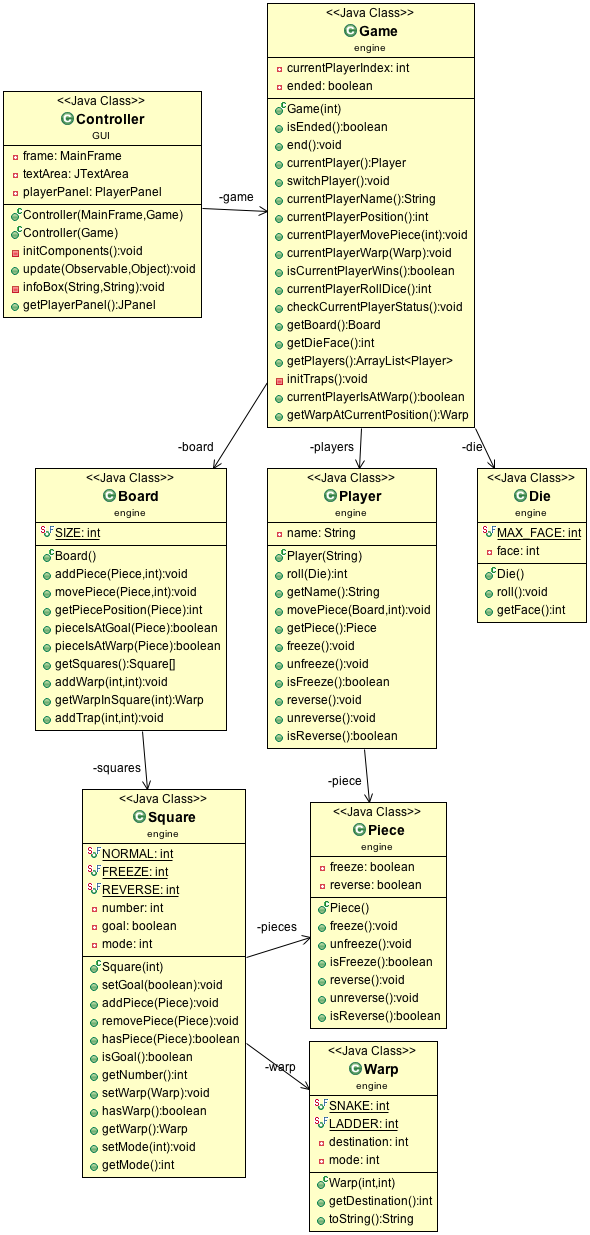 <<Java Class>>
Game
engine
currentPlayerIndex: int
ended: boolean
Game(int)
isEnded():boolean
end():void
currentPlayer():Player
switchPlayer():void
currentPlayerName():String
currentPlayerPosition():int
currentPlayerMovePiece(int):void
currentPlayerWarp(Warp):void
isCurrentPlayerWins():boolean
currentPlayerRollDice():int
checkCurrentPlayerStatus():void
getBoard():Board
getDieFace():int
getPlayers():ArrayList<Player>
initTraps():void
currentPlayerIsAtWarp():boolean
getWarpAtCurrentPosition():Warp
<<Java Class>>
Controller
GUI
frame: MainFrame
textArea: JTextArea
playerPanel: PlayerPanel
Controller(MainFrame,Game)
Controller(Game)
initComponents():void
update(Observable,Object):void
infoBox(String,String):void
getPlayerPanel():JPanel
-game
-board
-players
-die
<<Java Class>>
Board
engine
SIZE: int
Board()
addPiece(Piece,int):void
movePiece(Piece,int):void
getPiecePosition(Piece):int
pieceIsAtGoal(Piece):boolean
pieceIsAtWarp(Piece):boolean
getSquares():Square[]
addWarp(int,int):void
getWarpInSquare(int):Warp
addTrap(int,int):void
<<Java Class>>
Player
engine
name: String
Player(String)
roll(Die):int
getName():String
movePiece(Board,int):void
getPiece():Piece
freeze():void
unfreeze():void
isFreeze():boolean
reverse():void
unreverse():void
isReverse():boolean
<<Java Class>>
Die
engine
MAX_FACE: int
face: int
Die()
roll():void
getFace():int
-squares
-piece
<<Java Class>>
Square
engine
NORMAL: int
FREEZE: int
REVERSE: int
number: int
goal: boolean
mode: int
Square(int)
setGoal(boolean):void
addPiece(Piece):void
removePiece(Piece):void
hasPiece(Piece):boolean
isGoal():boolean
getNumber():int
setWarp(Warp):void
hasWarp():boolean
getWarp():Warp
setMode(int):void
getMode():int
-pieces
-warp
<<Java Class>>
Piece
engine
freeze: boolean
reverse: boolean
Piece()
freeze():void
unfreeze():void
isFreeze():boolean
reverse():void
unreverse():void
isReverse():boolean
<<Java Class>>
Warp
engine
SNAKE: int
LADDER: int
destination: int
mode: int
Warp(int,int)
getDestination():int
toString():String